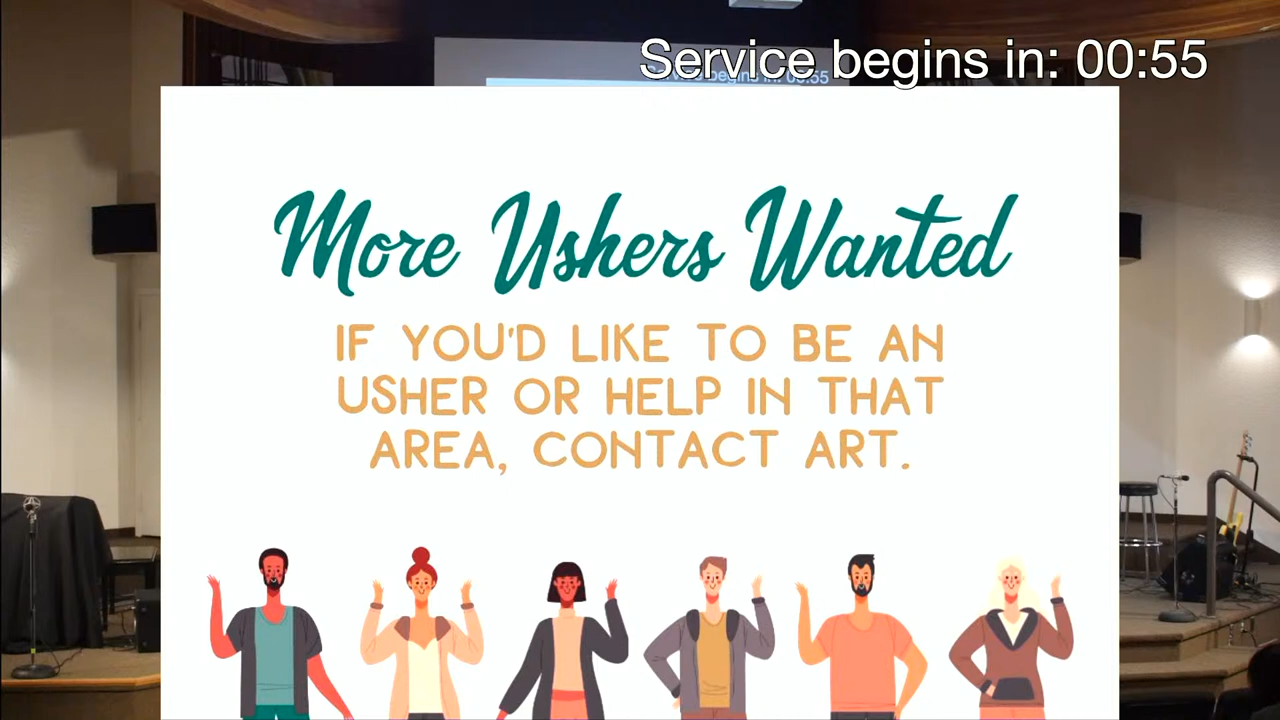 Service begins in: 00:55
More Ushers Wanted
IF YOU'D LIKE TO BE AN
USHER OR HELP IN THAT
AREA, CONTACT ART.